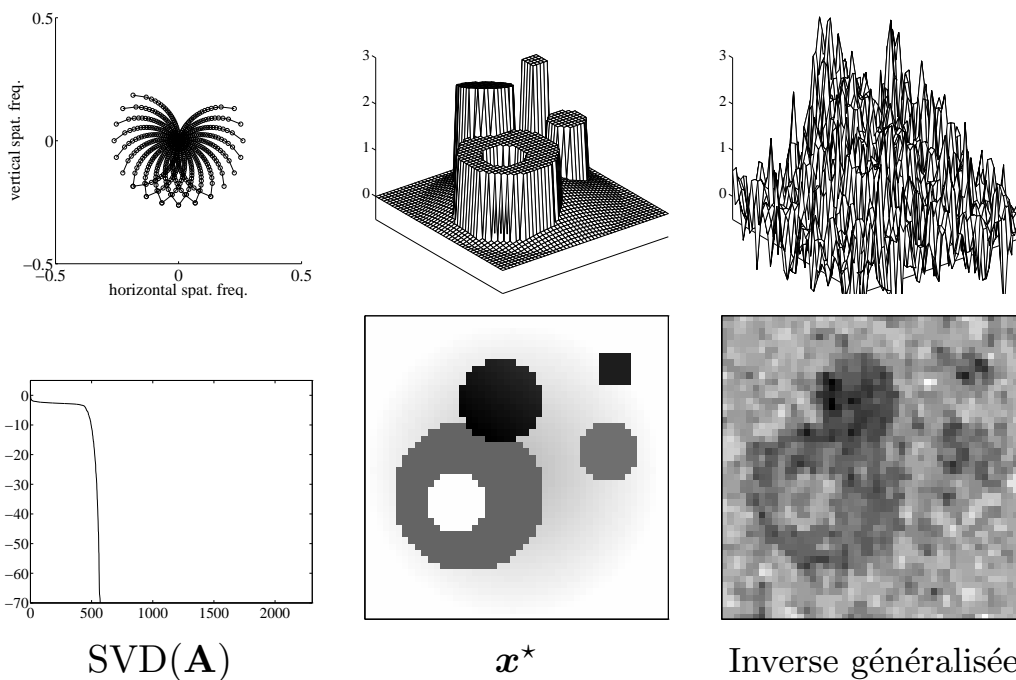 0.5
vertical spat. freq.
0
−0.5
−0.5 0 0.5
horizontal spat. freq.
3
2
1
0
3
2
1
0
0
−10
−20
−30
−40
−50
−60
−70
0 500 1000 1500 2000
SVD(A)
x⋆
Inverse généralisée